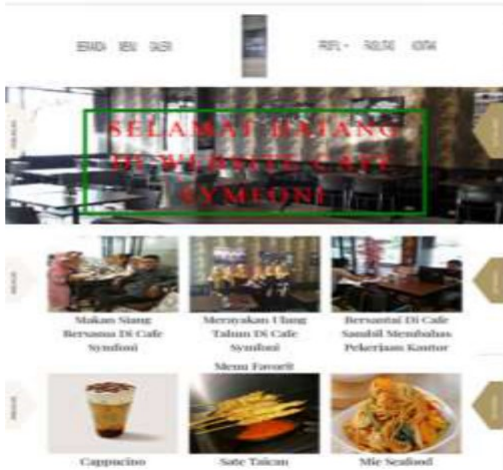 BERANDA MENU GALERI PROFIL FASILITAS KONTAK
SELAMAT DATANG
DI WEBSITE CAFE
SYMFONI
Makan Siang
Bersama Di Cafe
Symfoni
Merayakan Ulang
Tahun Di Cafe
Symfoni
Bersantai Di Cafe
Sambil Membahas
Pekerjaan Kantor
Menu Favorit
Cappucino
Sate Taican
Mie Seafood